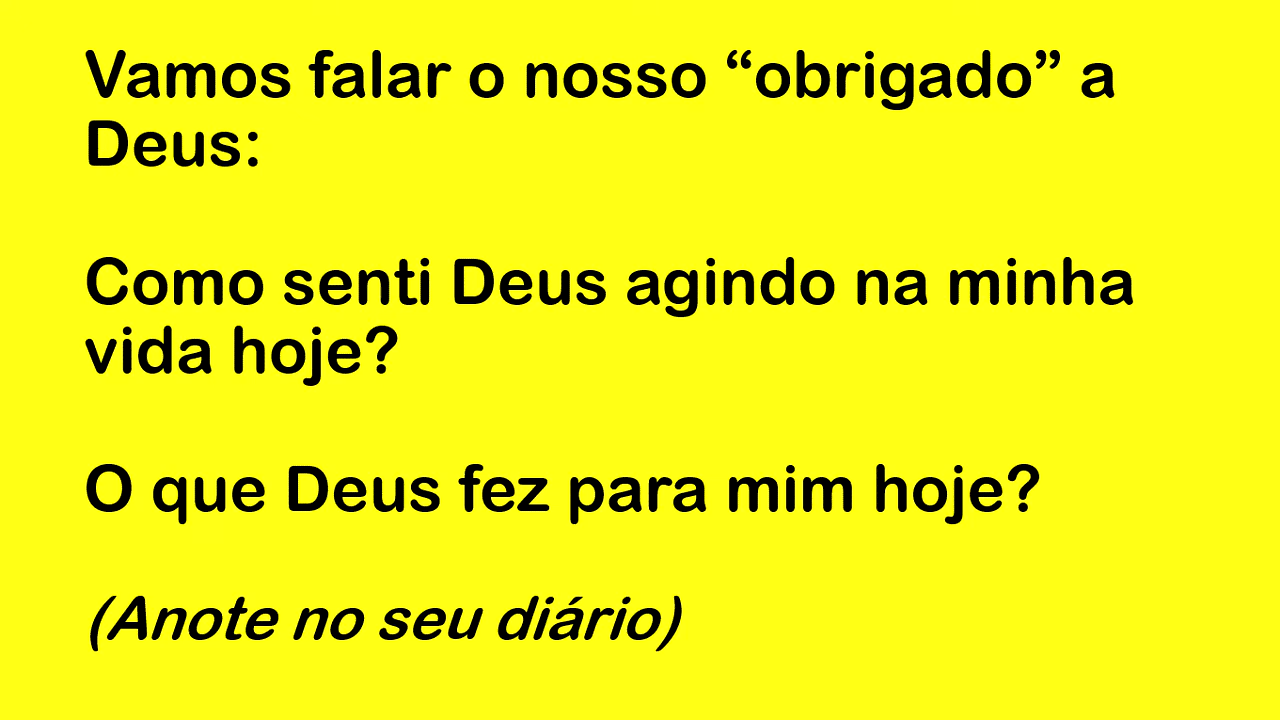 Vamos falar o nosso “obrigado” a
Deus:
Como senti Deus agindo na minha
vida hoje?
O que Deus fez para mim hoje?
(Anote no seu diário)